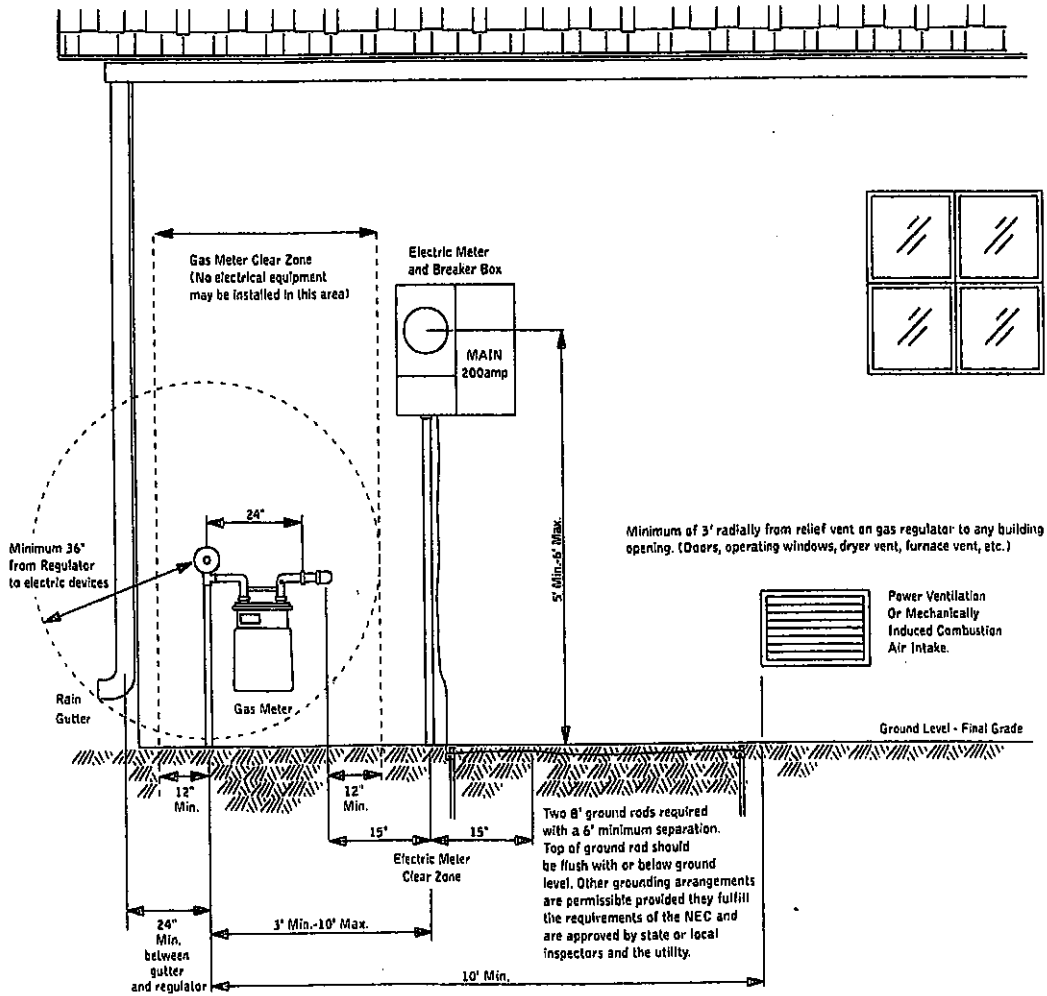 Gas Meter Clear Zone
(No electrical equipment
may be installed in this area)
Electric Meter
and Breaker Box
MAIN
200amp
24"
Minimum 36"
from Regulator
to electric devices
5' Min.-6' Max.
Minimum of 3' radially from relief vent on gas regulator to any building
opening. (Doors, operating windows, dryer vent, furnace vent, etc.)
Power Ventilation
Or Mechanically
Induced Combustion
Air Intake.
Rain
Gutter
Gas Meter
Ground Level - Final Grade
12"
Min.
12"
Min.
15"
15"
Electric Meter
Clear Zone
Two 8' ground rods required
with a 6' minimum separation.
Top of ground rod should
be flush with or below ground
level. Other grounding arrangements
are permissible provided they fulfill
the requirements of the NEC and
are approved by state or local
inspectors and the utility.
24"
Min.
between
gutter
and regulator
3' Min.-10' Max.
10' Min.